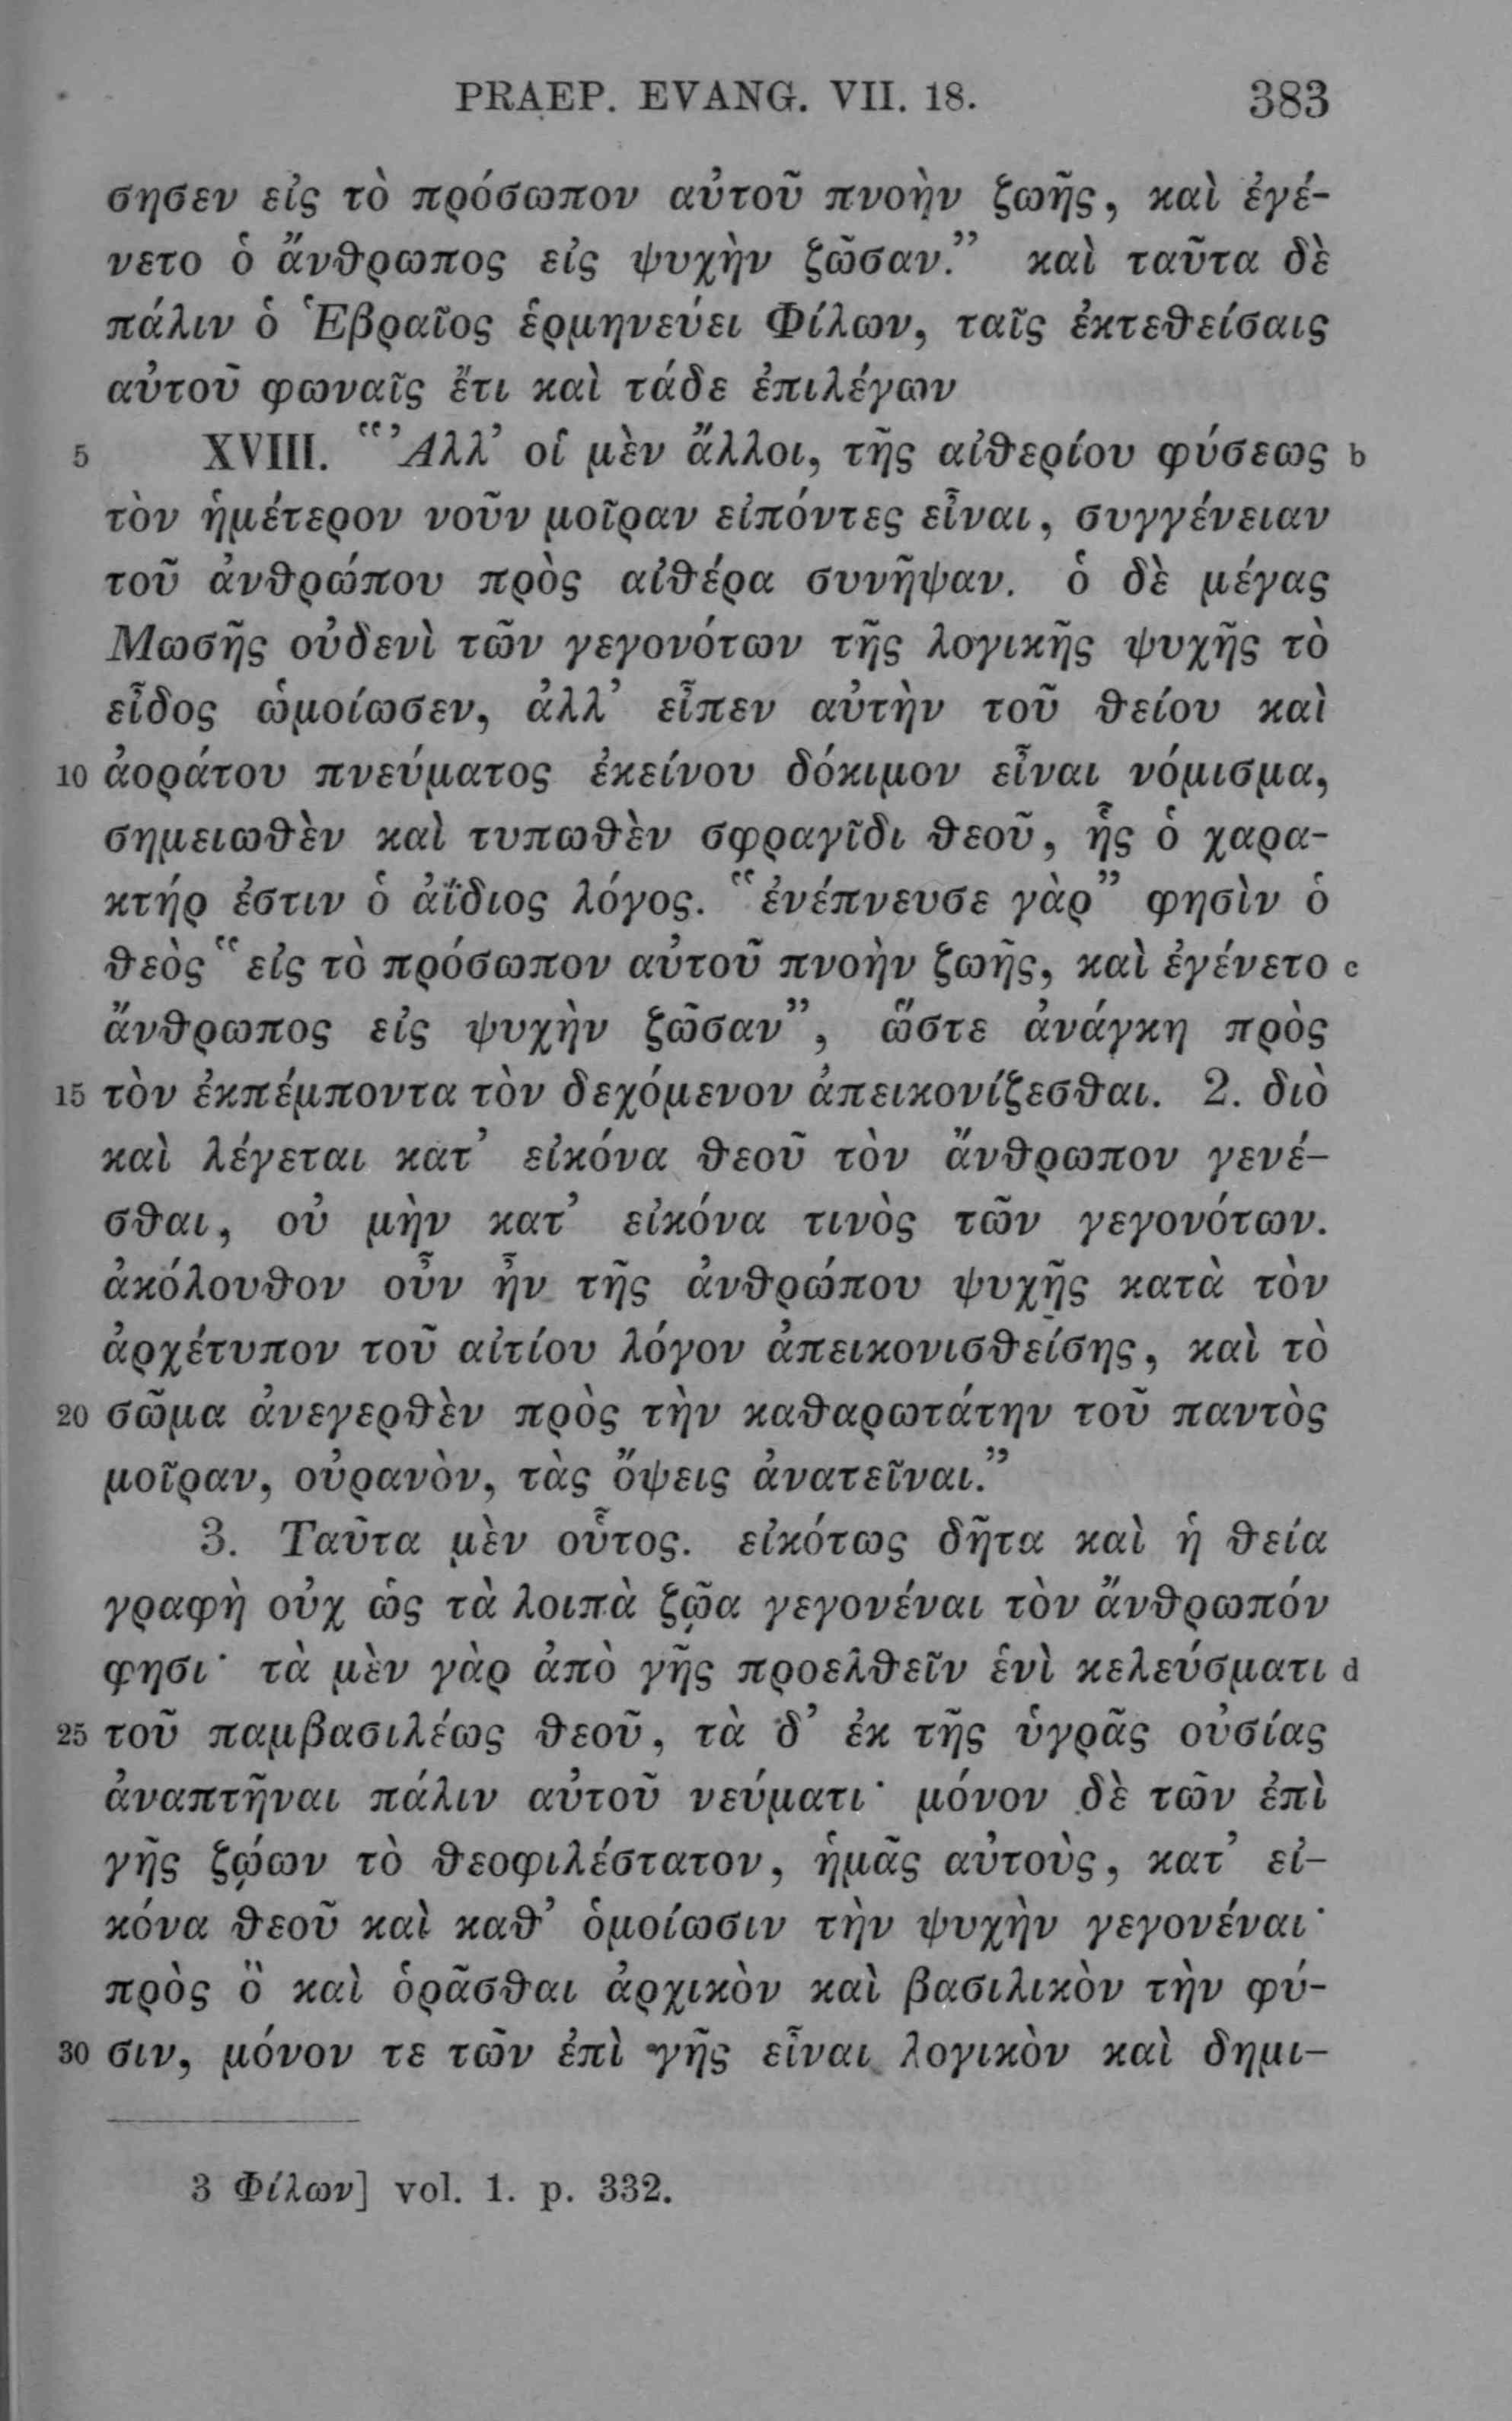 PRAEP. EVANG. VII. 18. 383
σησεν εἰς τὸ πρόσωπον αὐτοῦ πνοὴν ζωῆς, καὶ ἐγέ-
νετο ὁ ἄνθρωπος εἰς ψυχὴν ζῶσαν.” καὶ ταῦτα δὲ
πάλιν ὁ Ἑβραῖος ἑρμηνεύει Φίλων, ταῖς ἐκτεθείσαις
αὐτοῦ φωναῖς ἔτι καὶ τάδε ἐπιλέγων
5 XVIII. “Ἀλλ’ οἱ μὲν ἄλλοι, τῆς αἰθερίου φύσεως b
τὸν ἡμέτερον νοῦν μοῖραν εἰπόντες εἶναι, συγγένειαν
τοῦ ἀνθρώπου πρὸς αἰθέρα συνῆψαν. ὁ δὲ μέγας
Μωσῆς οὐδενὶ τῶν γεγονότων τῆς λογικῆς ψυχῆς τὸ
εἶδος ὡμοίωσεν, ἀλλ’ εἶπεν αὐτὴν τοῦ θείου καὶ
10 ἀοράτου πνεύματος ἐκείνου δόκιμον εἶναι νόμισμα,
σημειωθὲν καὶ τυπωθὲν σφραγῖδι θεοῦ, ἧς ὁ χαρα-
κτήρ ἐστιν ὁ ἀΐδιος λόγος. “ἐνέπνευσε γὰρ” φησὶν ὁ
θεὸς “εἰς τὸ πρόσωπον αὐτοῦ πνοὴν ζωῆς, καὶ ἐγένετο c
ἄνθρωπος εἰς ψυχὴν ζῶσαν”, ὥστε ἀνάγκη πρὸς
15 τὸν ἐκπέμποντα τὸν δεχόμενον ἀπεικονίζεσθαι. 2. διὸ
καὶ λέγεται κατ’ εἰκόνα θεοῦ τὸν ἄνθρωπον γενέ-
σθαι, οὐ μὴν κατ’ εἰκόνα τινὸς τῶν γεγονότων.
ἀκόλουθον οὖν ἦν τῆς ἀνθρώπου ψυχῆς κατὰ τὸν
ἀρχέτυπον τοῦ αἰτίου λόγον ἀπεικονισθείσης, καὶ τὸ
20 σῶμα ἀνεγερθὲν πρὸς τὴν καθαρωτάτην τοῦ παντὸς
μοῖραν, οὐρανὸν, τὰς ὄψεις ἀνατεῖναι.”
3. Ταῦτα μὲν οὗτος. εἰκότως δῆτα καὶ ἡ θεία
γραφὴ οὐχ ὡς τὰ λοιπὰ ζῷα γεγονέναι τὸν ἄνθρωπόν
φησι· τὰ μὲν γὰρ ἀπὸ γῆς προελθεῖν ἑνὶ κελεύσματι d
25 τοῦ παμβασιλέως θεοῦ, τὰ δ’ ἐκ τῆς ὑγρᾶς οὐσίας
ἀναπτῆναι πάλιν αὐτοῦ νεύματι· μόνον δὲ τῶν ἐπὶ
γῆς ζῴων τὸ θεοφιλέστατον, ἡμᾶς αὐτοὺς, κατ’ εἰ-
κόνα θεοῦ καὶ καθ’ ὁμοίωσιν τὴν ψυχὴν γεγονέναι·
πρὸς ὃ καὶ ὁρᾶσθαι ἀρχικὸν καὶ βασιλικὸν τὴν φύ-
30 σιν, μόνον τε τῶν ἐπὶ γῆς εἶναι λογικὸν καὶ δημι-
3 Φίλων] vol. 1. p. 332.